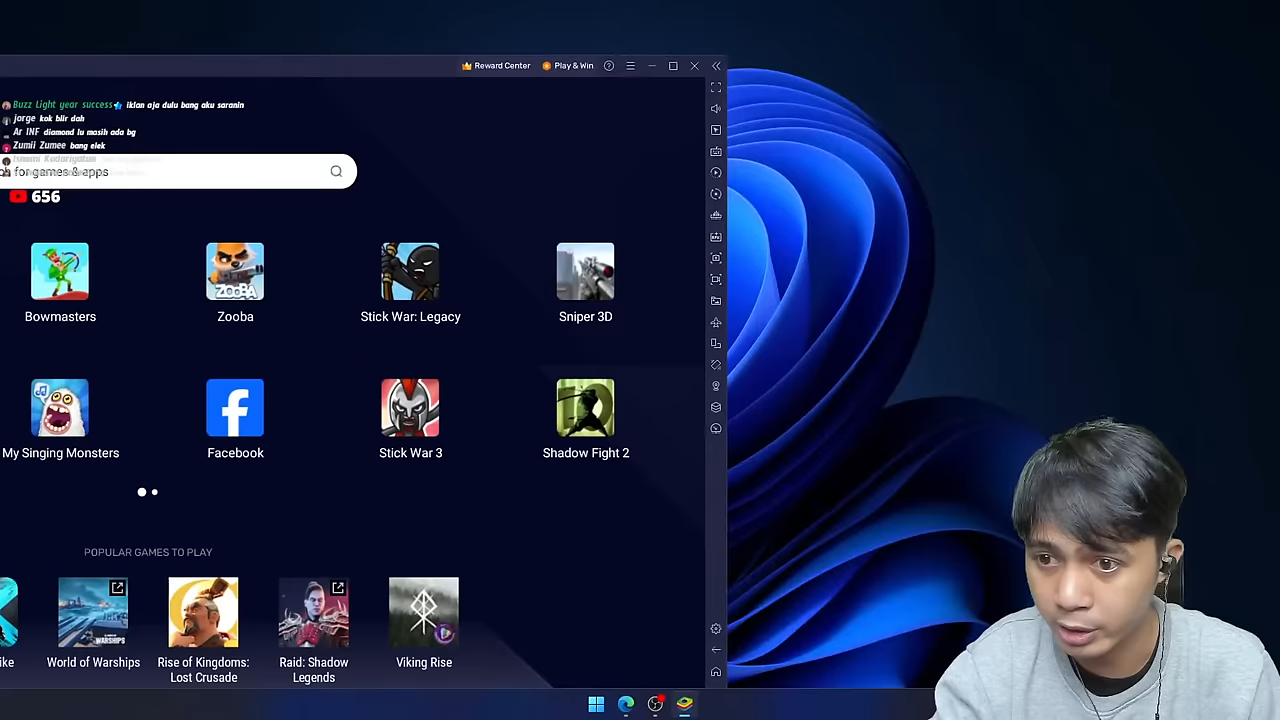 Reward Center Play & Win
Buzz Light year success iklan aja dulu bang aku saranin
jorge kok blir dah
Ar INF diamond lu masih ada bg
Zumii Zumee bang elek
for games & apps
656
ZOOBA
Bowmasters Zooba Stick War: Legacy Sniper 3D
My Singing Monsters Facebook Stick War 3 Shadow Fight 2
POPULAR GAMES TO PLAY
WARSHIPS
ike World of Warships Rise of Kingdoms: Raid: Shadow Viking Rise
Lost Crusade Legends